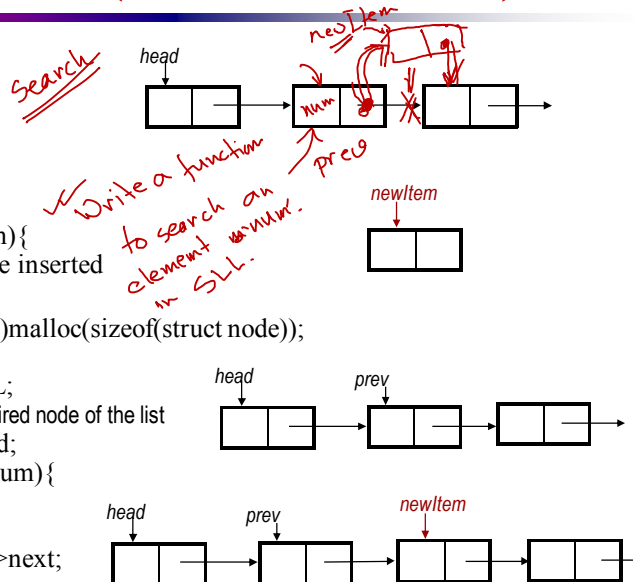 newItem
Search
head
num
prev
✓ Write a function
to search an
element num.
in SLL.
newItem
n){
e inserted
)malloc(sizeof(struct node));
L;
head
prev
ired node of the list
d;
um){
head
prev
newItem
>next;